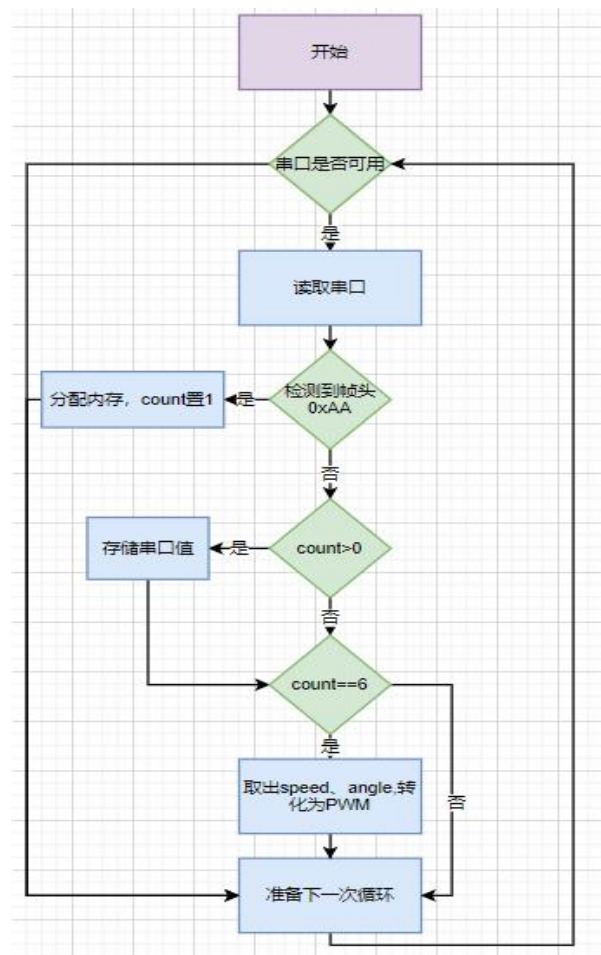 开始
串口是否可用
是
读取串口
检测到帧头
0xAA
是
分配内存，count置1
否
count>0
是
存储串口值
否
count==6
是
取出speed、angle,转
化为PWM
否
准备下一次循环